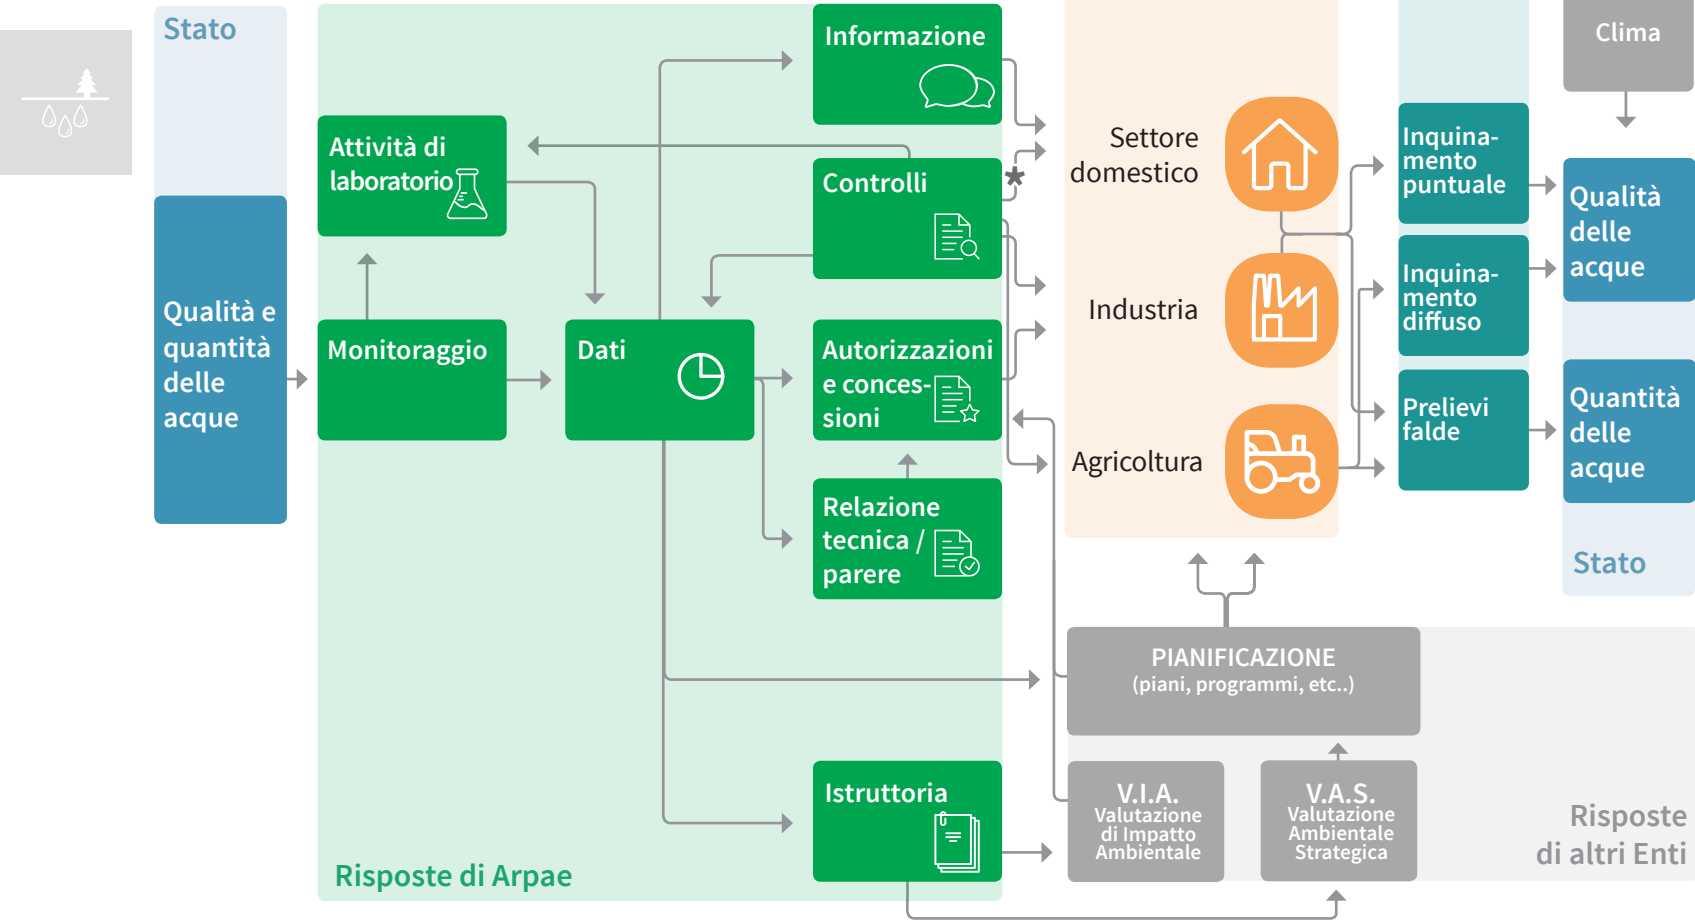 Stato
Qualità e
quantità
delle
acque
Attività di
laboratorio
Monitoraggio
Dati
Informazione
Controlli
*
Autorizzazioni
e conces-
sioni
Relazione
tecnica /
parere
Istruttoria
Risposte di Arpae
Settore
domestico
Industria
Agricoltura
Inquina-
mento
puntuale
Inquina-
mento
diffuso
Prelievi
falde
Clima
Qualità
delle
acque
Quantità
delle
acque
Stato
PIANIFICAZIONE
(piani, programmi, etc..)
V.I.A.
Valutazione
di Impatto
Ambientale
V.A.S.
Valutazione
Ambientale
Strategica
Risposte
di altri Enti